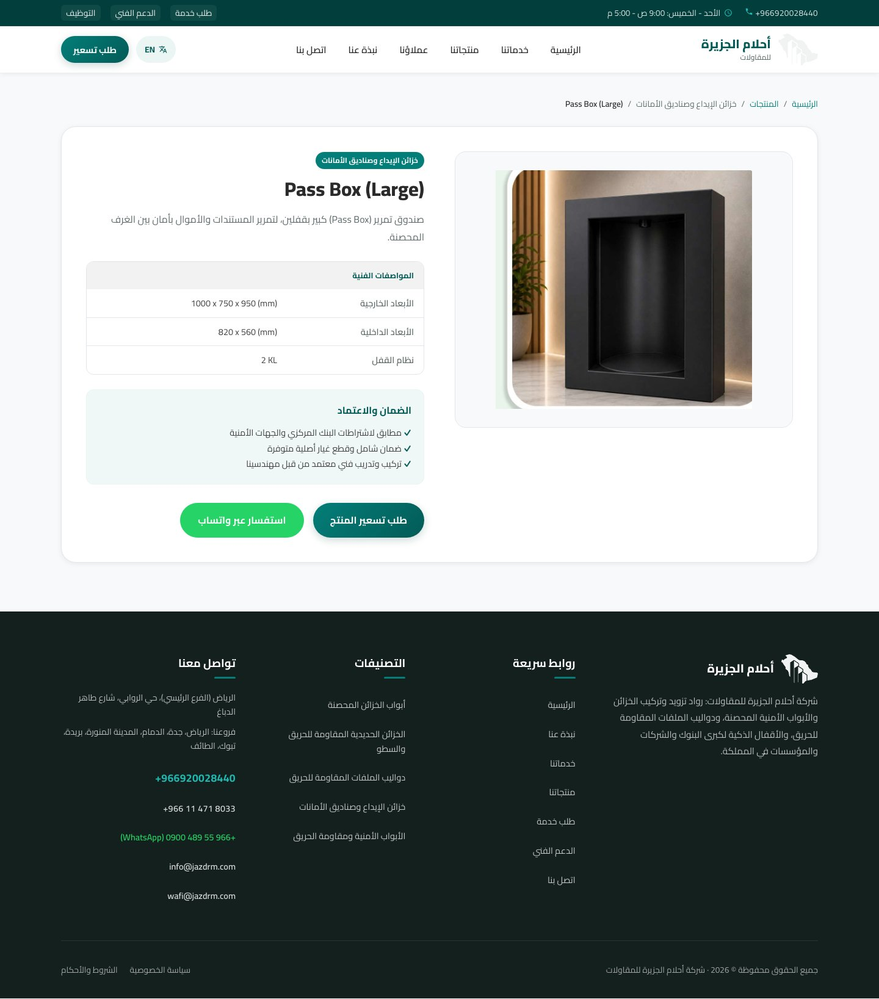 +966920028440
الأحد - الخميس: 9:00 ص - 5:00 م
طلب خدمة
الدعم الفني
التوظيف
أحلام الجزيرة
للمقاولات
الرئيسية
خدماتنا
منتجاتنا
عملاؤنا
نبذة عنا
اتصل بنا
EN
طلب تسعير
الرئيسية / المنتجات / خزائن الإيداع وصناديق الأمانات / Pass Box (Large)
خزائن الإيداع وصناديق الأمانات
Pass Box (Large)
صندوق تمرير (Pass Box) كبير بقفلين، لتمرير المستندات والأموال بأمان بين الغرف
المحصنة.
المواصفات الفنية
الأبعاد الخارجية 1000 x 750 x 950 (mm)
الأبعاد الداخلية 820 x 560 (mm)
نظام القفل 2 KL
الضمان والاعتماد
✓ مطابق لاشتراطات البنك المركزي والجهات الأمنية
✓ ضمان شامل وقطع غيار أصلية متوفرة
✓ تركيب وتدريب فني معتمد من قبل مهندسينا
طلب تسعير المنتج
استفسار عبر واتساب
أحلام الجزيرة
شركة أحلام الجزيرة للمقاولات: رواد تزويد وتركيب الخزائن
والأبواب الأمنية المحصنة، ودواليب الملفات المقاومة
للحريق، والأقفال الذكية لكبرى البنوك والشركات
والمؤسسات في المملكة.
روابط سريعة
الرئيسية
نبذة عنا
خدماتنا
منتجاتنا
طلب خدمة
الدعم الفني
اتصل بنا
التصنيفات
أبواب الخزائن المحصنة
الخزائن الحديدية المقاومة للحريق
والسطو
دواليب الملفات المقاومة للحريق
خزائن الإيداع وصناديق الأمانات
الأبواب الأمنية ومقاومة الحريق
تواصل معنا
الرياض (الفرع الرئيسي)، حي الروابي، شارع طاهر
الدباغ
فروعنا: الرياض، جدة، الدمام، المدينة المنورة، بريدة،
تبوك، الطائف
+966920028440
+966 11 471 8033
+966 55 489 0900 (WhatsApp)
info@jazdrm.com
wafi@jazdrm.com
جميع الحقوق محفوظة © 2026 · شركة أحلام الجزيرة للمقاولات
سياسة الخصوصية
الشروط والأحكام